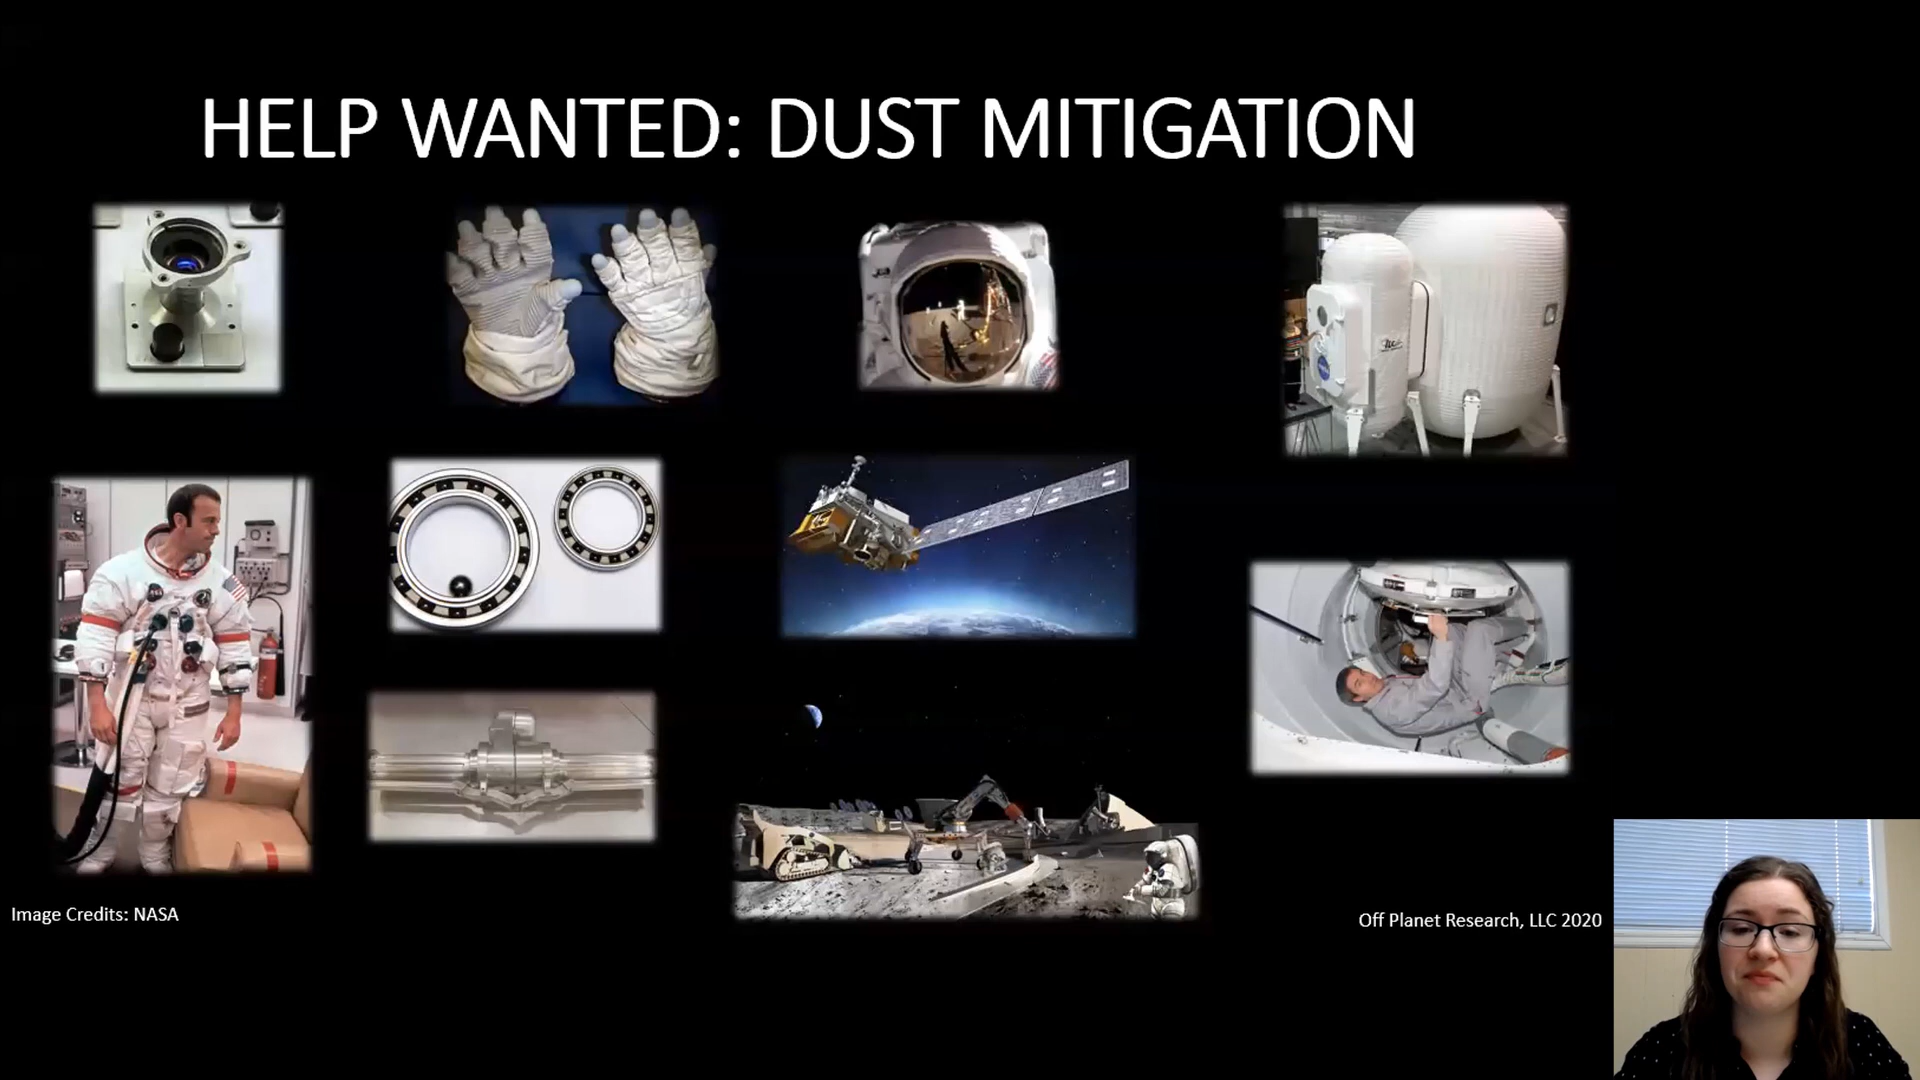 HELP WANTED: DUST MITIGATION
Image Credits: NASA
Off Planet Research, LLC 2020